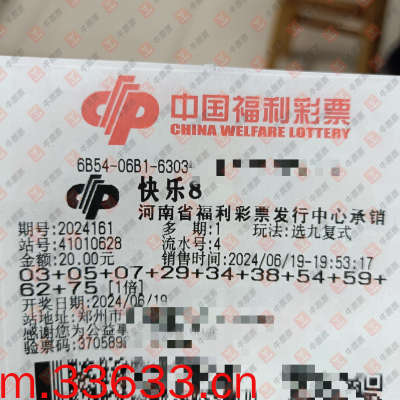 中国福利彩票
CHINA WELFARE LOTTERY
6B54-06B1-6303
快乐8
河南省福利彩票发行中心承销
期号:2024161 多期:1 玩法:选九复式
站号:41010628 流水号:4
金额:20.00元 销售时间:2024/06/19-19:53:17
03+05+07+29+34+38+54+59+
62+75 [1倍]
开奖日期:2024/06/19
站地址:郑州市
感谢您为公益事
验票码:370589
m.33633.cn